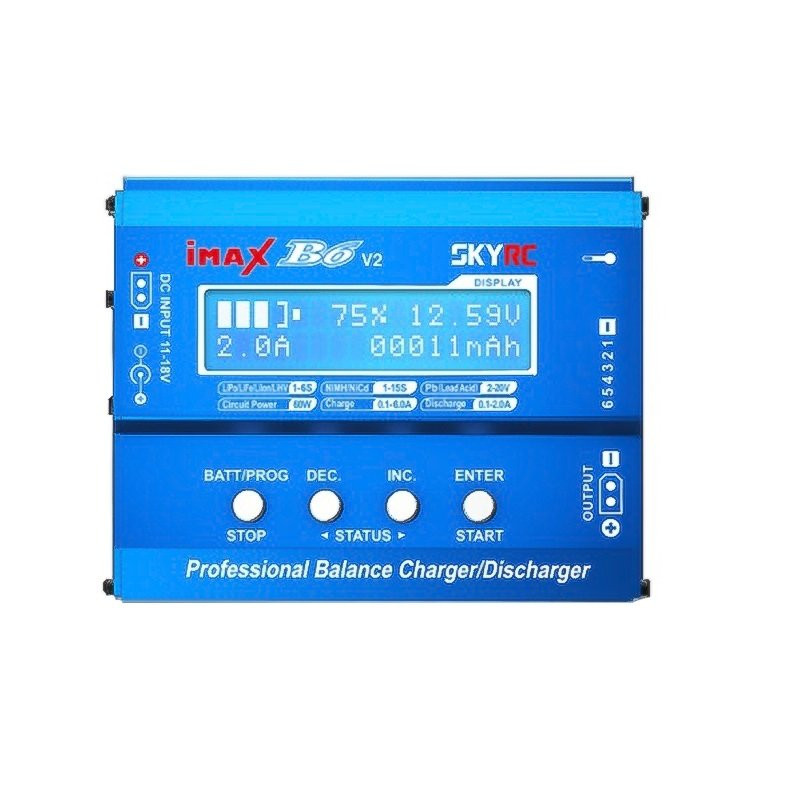 iMAX B6 V2
SKYRC
DISPLAY
DC INPUT 11-18V
75% 12.59V
2.0A 00011mAh
LiPo/LiFe/LiIon/LiHV 1-6S
NiMH/NiCd 1-15S
Pb(Lead Acid) 2-20V
Circuit Power 60W
Charge 0.1-6.0A
Discharge 0.1-2.0A
654321
BATT/PROG DEC. INC. ENTER
STOP ◄ STATUS ► START
OUTPUT
Professional Balance Charger/Discharger